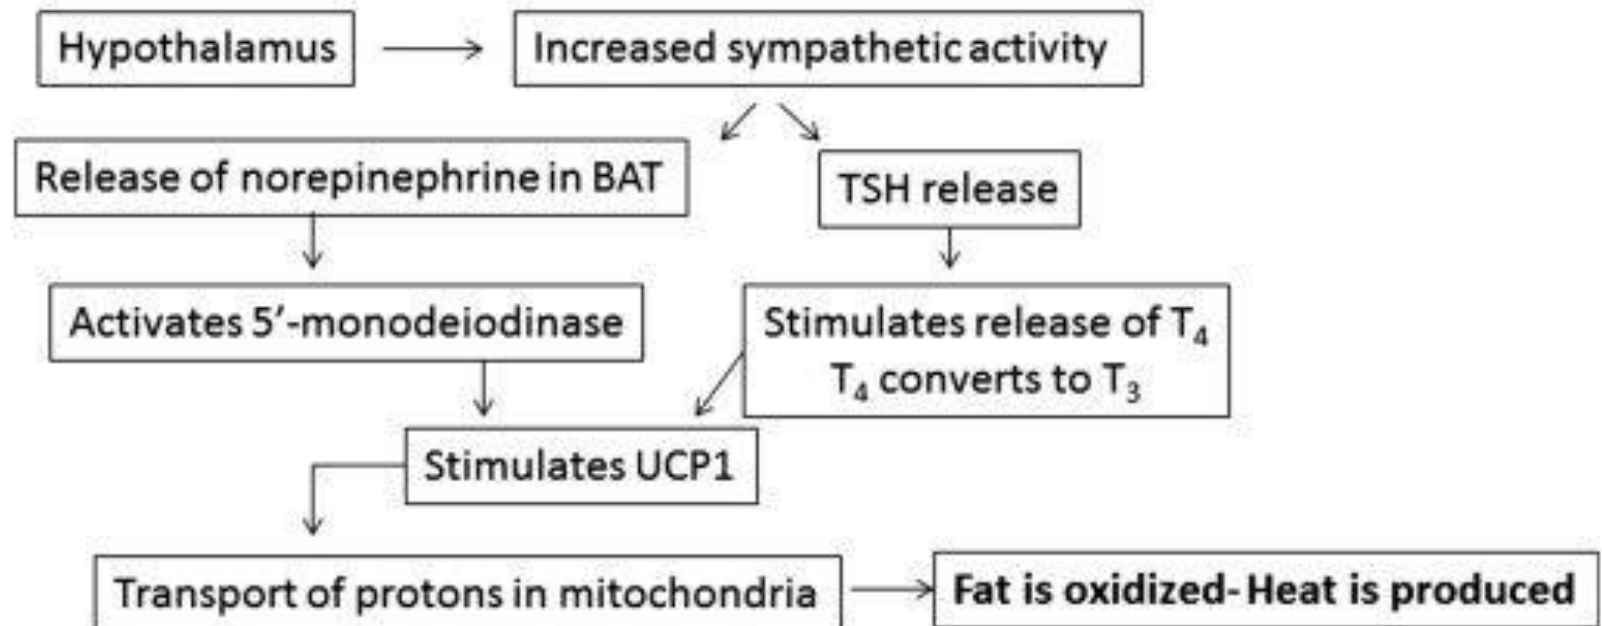 Hypothalamus
Increased sympathetic activity
Release of norepinephrine in BAT
TSH release
Activates 5′-monodeiodinase
Stimulates release of T₄
T₄ converts to T₃
Stimulates UCP1
Transport of protons in mitochondria
Fat is oxidized-Heat is produced